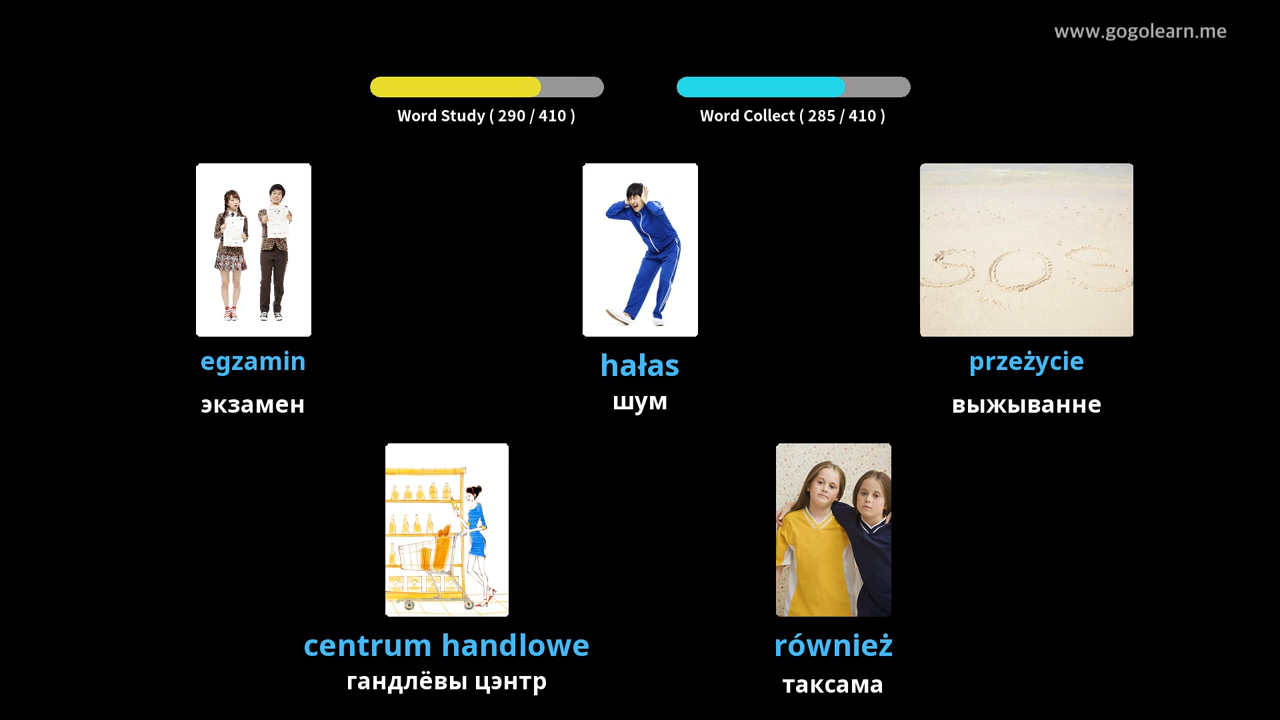 www.gogolearn.me
Word Study ( 290 / 410 )
Word Collect ( 285 / 410 )
egzamin
экзамен
hałas
шум
przeżycie
выжыванне
SOS
centrum handlowe
гандлёвы цэнтр
również
таксама